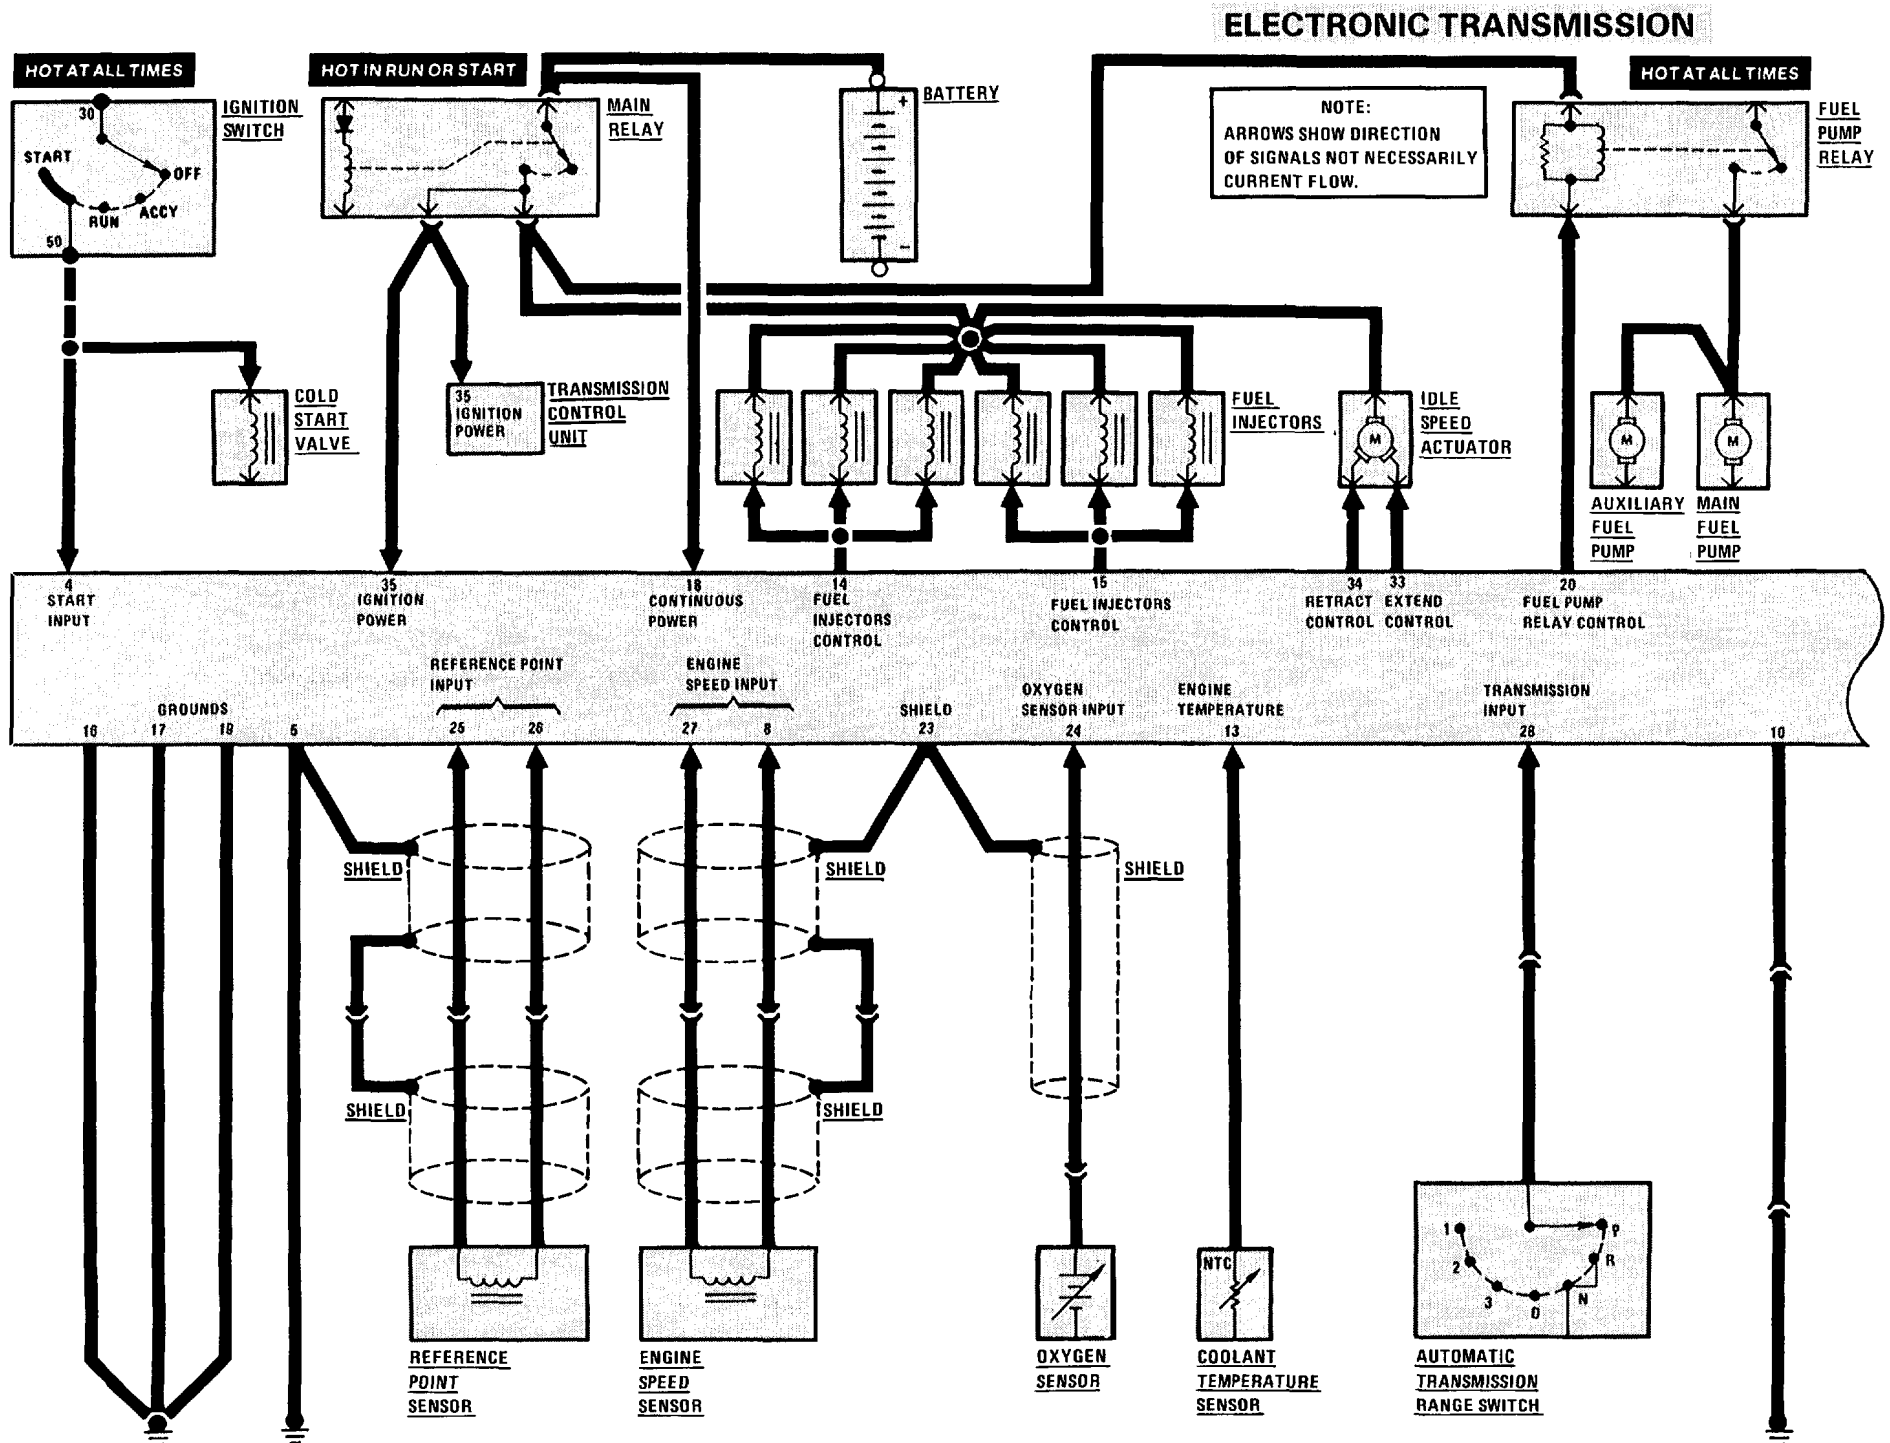 ELECTRONIC TRANSMISSION
HOT AT ALL TIMES
HOT IN RUN OR START
HOT AT ALL TIMES
30
IGNITION
SWITCH
START
OFF
RUN
ACCY
50
MAIN
RELAY
BATTERY
+
−
NOTE:
ARROWS SHOW DIRECTION
OF SIGNALS NOT NECESSARILY
CURRENT FLOW.
FUEL
PUMP
RELAY
COLD
START
VALVE
35
IGNITION
POWER
TRANSMISSION
CONTROL
UNIT
FUEL
INJECTORS
M
IDLE
SPEED
ACTUATOR
M
M
AUXILIARY
FUEL
PUMP
MAIN
FUEL
PUMP
4
START
INPUT
35
IGNITION
POWER
18
CONTINUOUS
POWER
14
FUEL
INJECTORS
CONTROL
15
FUEL INJECTORS
CONTROL
34
RETRACT
CONTROL
33
EXTEND
CONTROL
20
FUEL PUMP
RELAY CONTROL
GROUNDS
16
17
19
5
REFERENCE POINT
INPUT
25
26
ENGINE
SPEED INPUT
27
8
SHIELD
23
OXYGEN
SENSOR INPUT
24
ENGINE
TEMPERATURE
13
TRANSMISSION
INPUT
28
10
SHIELD
SHIELD
SHIELD
SHIELD
SHIELD
REFERENCE
POINT
SENSOR
ENGINE
SPEED
SENSOR
OXYGEN
SENSOR
NTC
COOLANT
TEMPERATURE
SENSOR
1
2
3
D
N
R
P
AUTOMATIC
TRANSMISSION
RANGE SWITCH